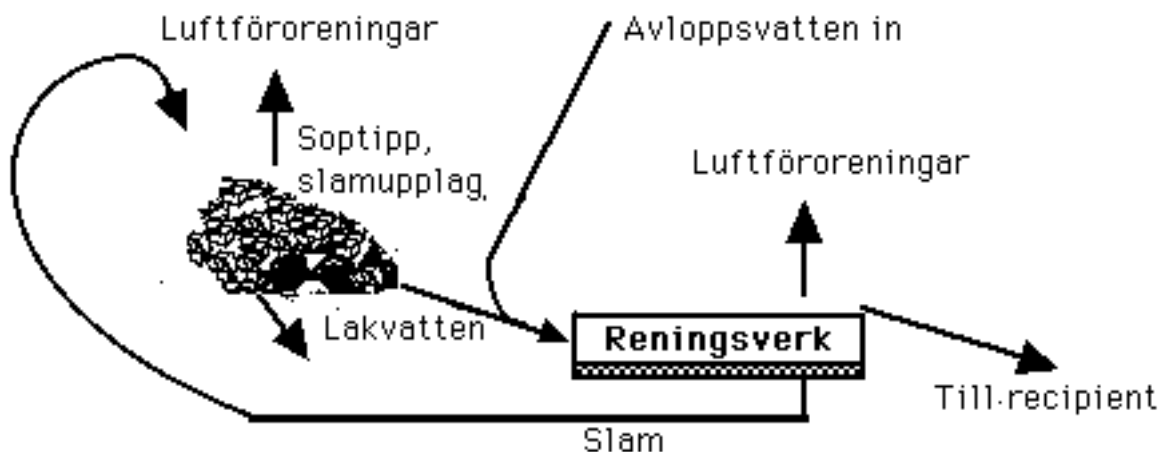 Luftföroreningar
Avloppsvatten in
Soptipp,
slamupplag
Luftföroreningar
Lakvatten
Reningsverk
Till recipient
Slam